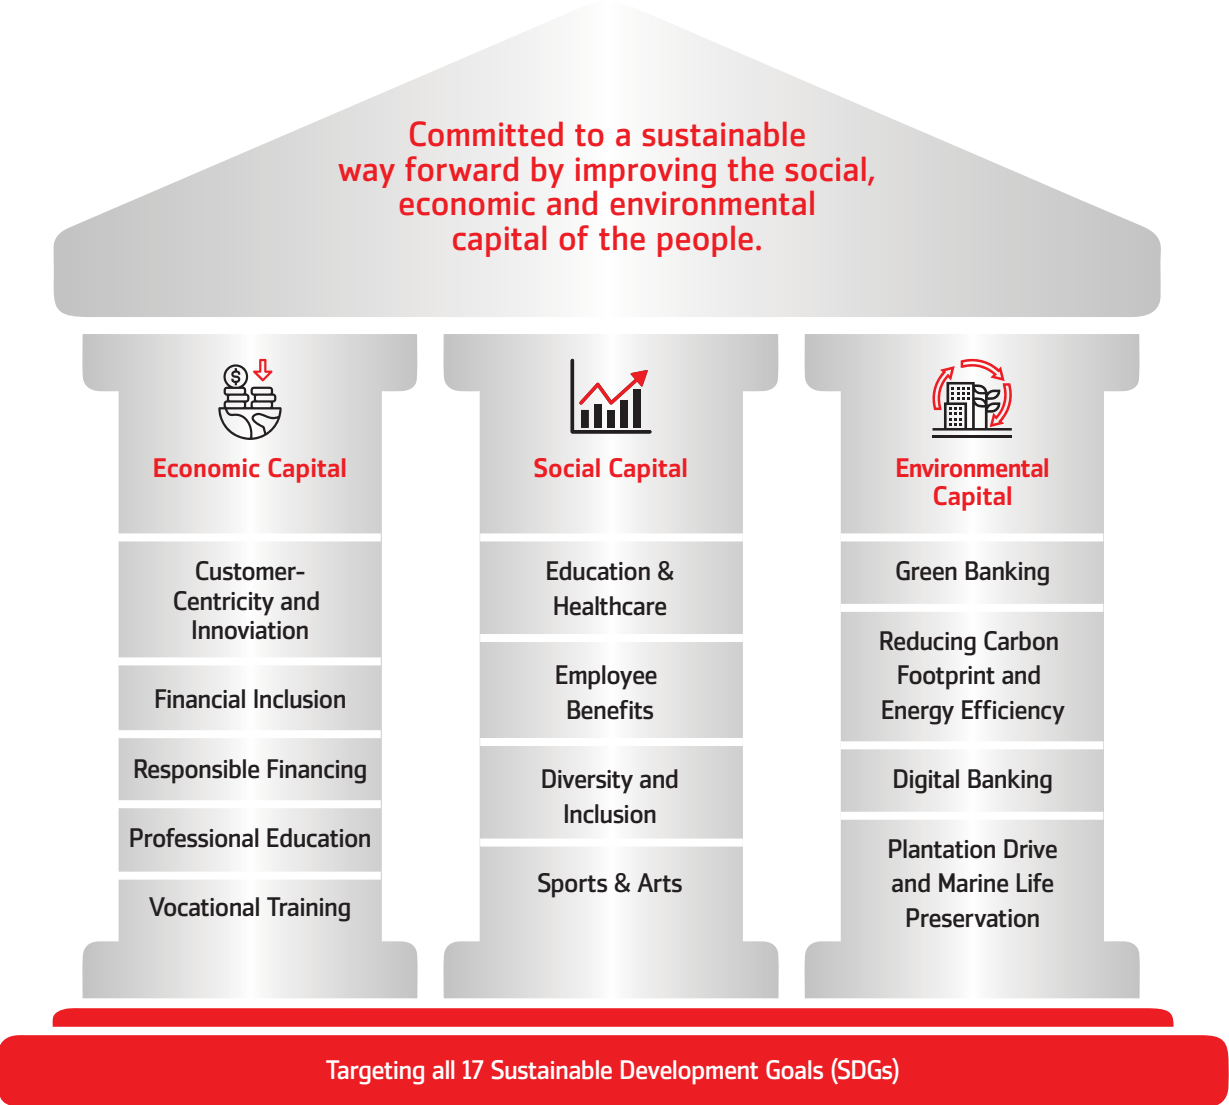 Committed to a sustainable
way forward by improving the social,
economic and environmental
capital of the people.
$
Economic Capital
Customer-
Centricity and
Innoviation
Financial Inclusion
Responsible Financing
Professional Education
Vocational Training
Social Capital
Education &
Healthcare
Employee
Benefits
Diversity and
Inclusion
Sports & Arts
Environmental
Capital
Green Banking
Reducing Carbon
Footprint and
Energy Efficiency
Digital Banking
Plantation Drive
and Marine Life
Preservation
Targeting all 17 Sustainable Development Goals (SDGs)